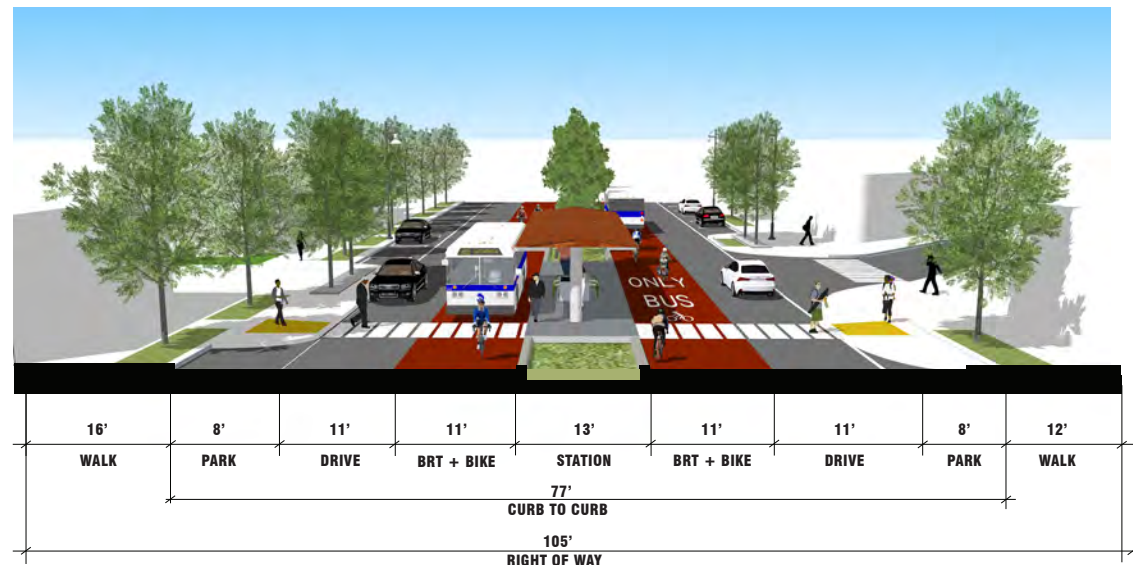 ONLY
BUS
16' 8' 11' 11' 13' 11' 11' 8' 12'
WALK PARK DRIVE BRT + BIKE STATION BRT + BIKE DRIVE PARK WALK
77'
CURB TO CURB
105'
RIGHT OF WAY